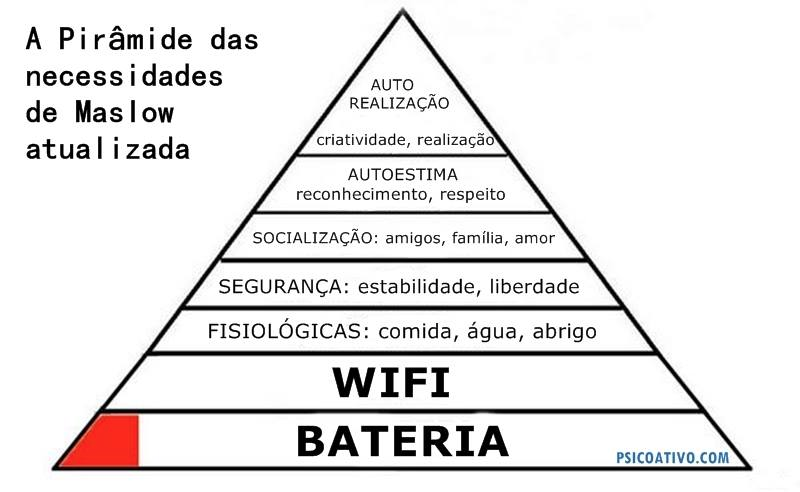 A Pirâmide das
necessidades
de Maslow
atualizada
AUTO
REALIZAÇÃO
criatividade, realização
AUTOESTIMA
reconhecimento, respeito
SOCIALIZAÇÃO: amigos, família, amor
SEGURANÇA: estabilidade, liberdade
FISIOLÓGICAS: comida, água, abrigo
WIFI
BATERIA
PSICOATIVO.COM